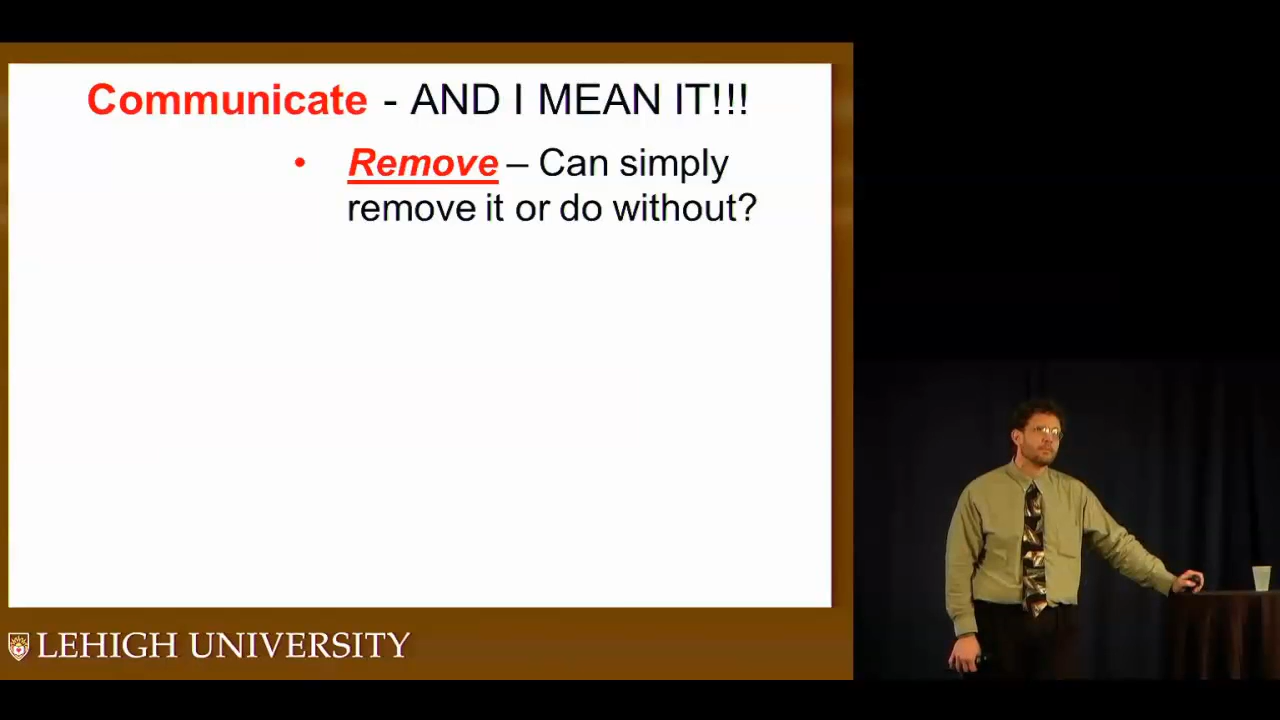 Communicate - AND I MEAN IT!!!
• Remove – Can simply
remove it or do without?
LEHIGH UNIVERSITY